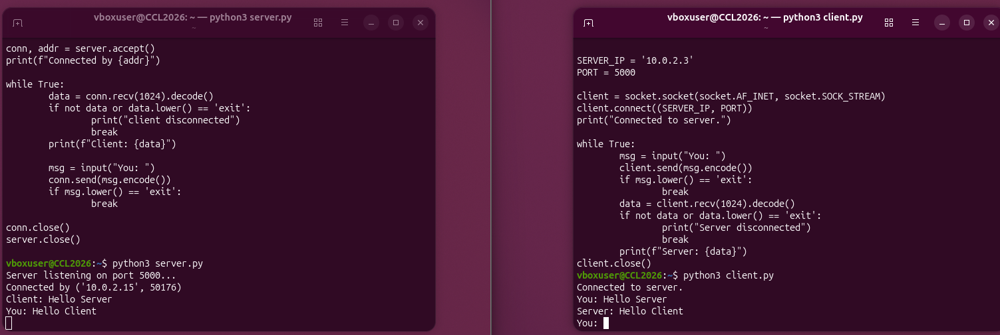 vboxuser@CCL2026: ~ — python3 server.py
~
conn, addr = server.accept()
print(f"Connected by {addr}")

while True:
        data = conn.recv(1024).decode()
        if not data or data.lower() == 'exit':
                print("client disconnected")
                break
        print(f"Client: {data}")

        msg = input("You: ")
        conn.send(msg.encode())
        if msg.lower() == 'exit':
                break

conn.close()
server.close()

vboxuser@CCL2026:~$ python3 server.py
Server listening on port 5000...
Connected by ('10.0.2.15', 50176)
Client: Hello Server
You: Hello Client

vboxuser@CCL2026: ~ — python3 client.py
~
SERVER_IP = '10.0.2.3'
PORT = 5000

client = socket.socket(socket.AF_INET, socket.SOCK_STREAM)
client.connect((SERVER_IP, PORT))
print("Connected to server.")

while True:
        msg = input("You: ")
        client.send(msg.encode())
        if msg.lower() == 'exit':
                break
        data = client.recv(1024).decode()
        if not data or data.lower() == 'exit':
                print("Server disconnected")
                break
        print(f"Server: {data}")
client.close()
vboxuser@CCL2026:~$ python3 client.py
Connected to server.
You: Hello Server
Server: Hello Client
You: